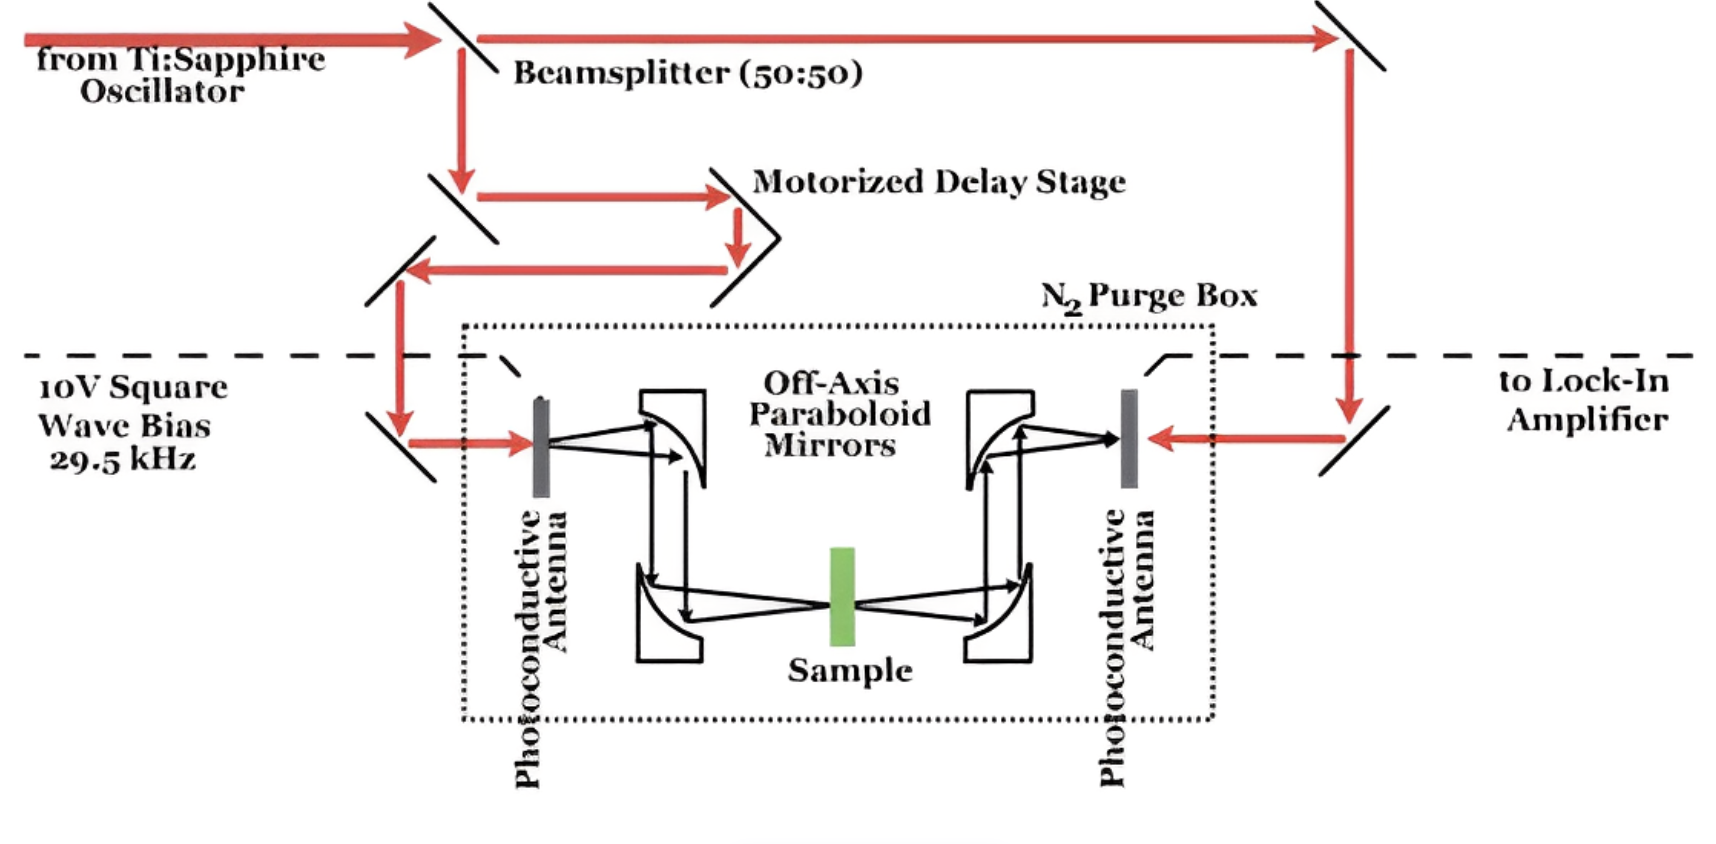 from Ti:Sapphire
Oscillator
Beamsplitter (50:50)
Motorized Delay Stage
N2 Purge Box
10V Square
Wave Bias
29.5 kHz
Off-Axis
Paraboloid
Mirrors
to Lock-In
Amplifier
Photoconductive
Antenna
Photoconductive
Antenna
Sample